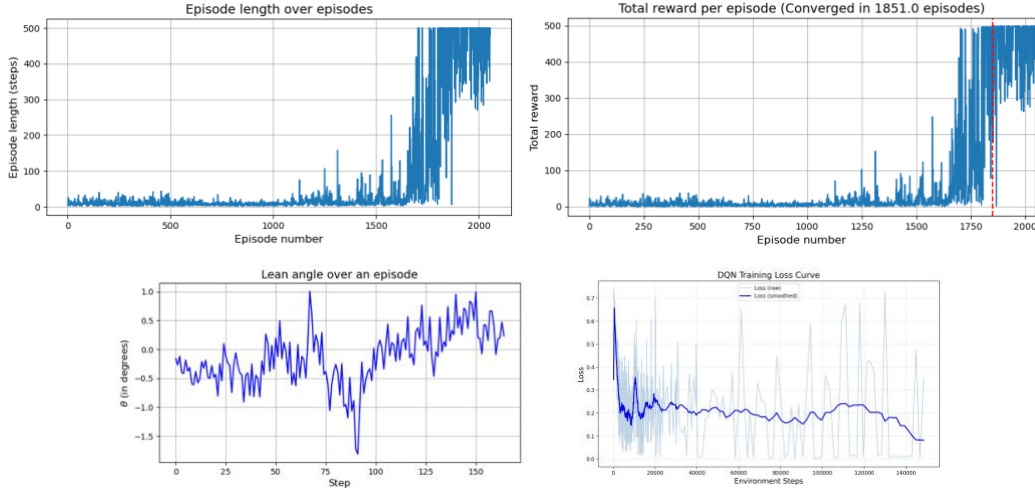 Episode length over episodes
Episode length (steps)
500
400
300
200
100
0
0 500 1000 1500 2000
Episode number
Total reward per episode (Converged in 1851.0 episodes)
Total reward
500
400
300
200
100
0
0 250 500 750 1000 1250 1500 1750 2000
Episode number
Lean angle over an episode
θ (in degrees)
1.0
0.5
0.0
−0.5
−1.0
−1.5
0 25 50 75 100 125 150
Step
DQN Training Loss Curve
Loss (raw)
Loss (smoothed)
Loss
0.7
0.6
0.5
0.4
0.3
0.2
0.1
0.0
0 20000 40000 60000 80000 100000 120000 140000
Environment Steps